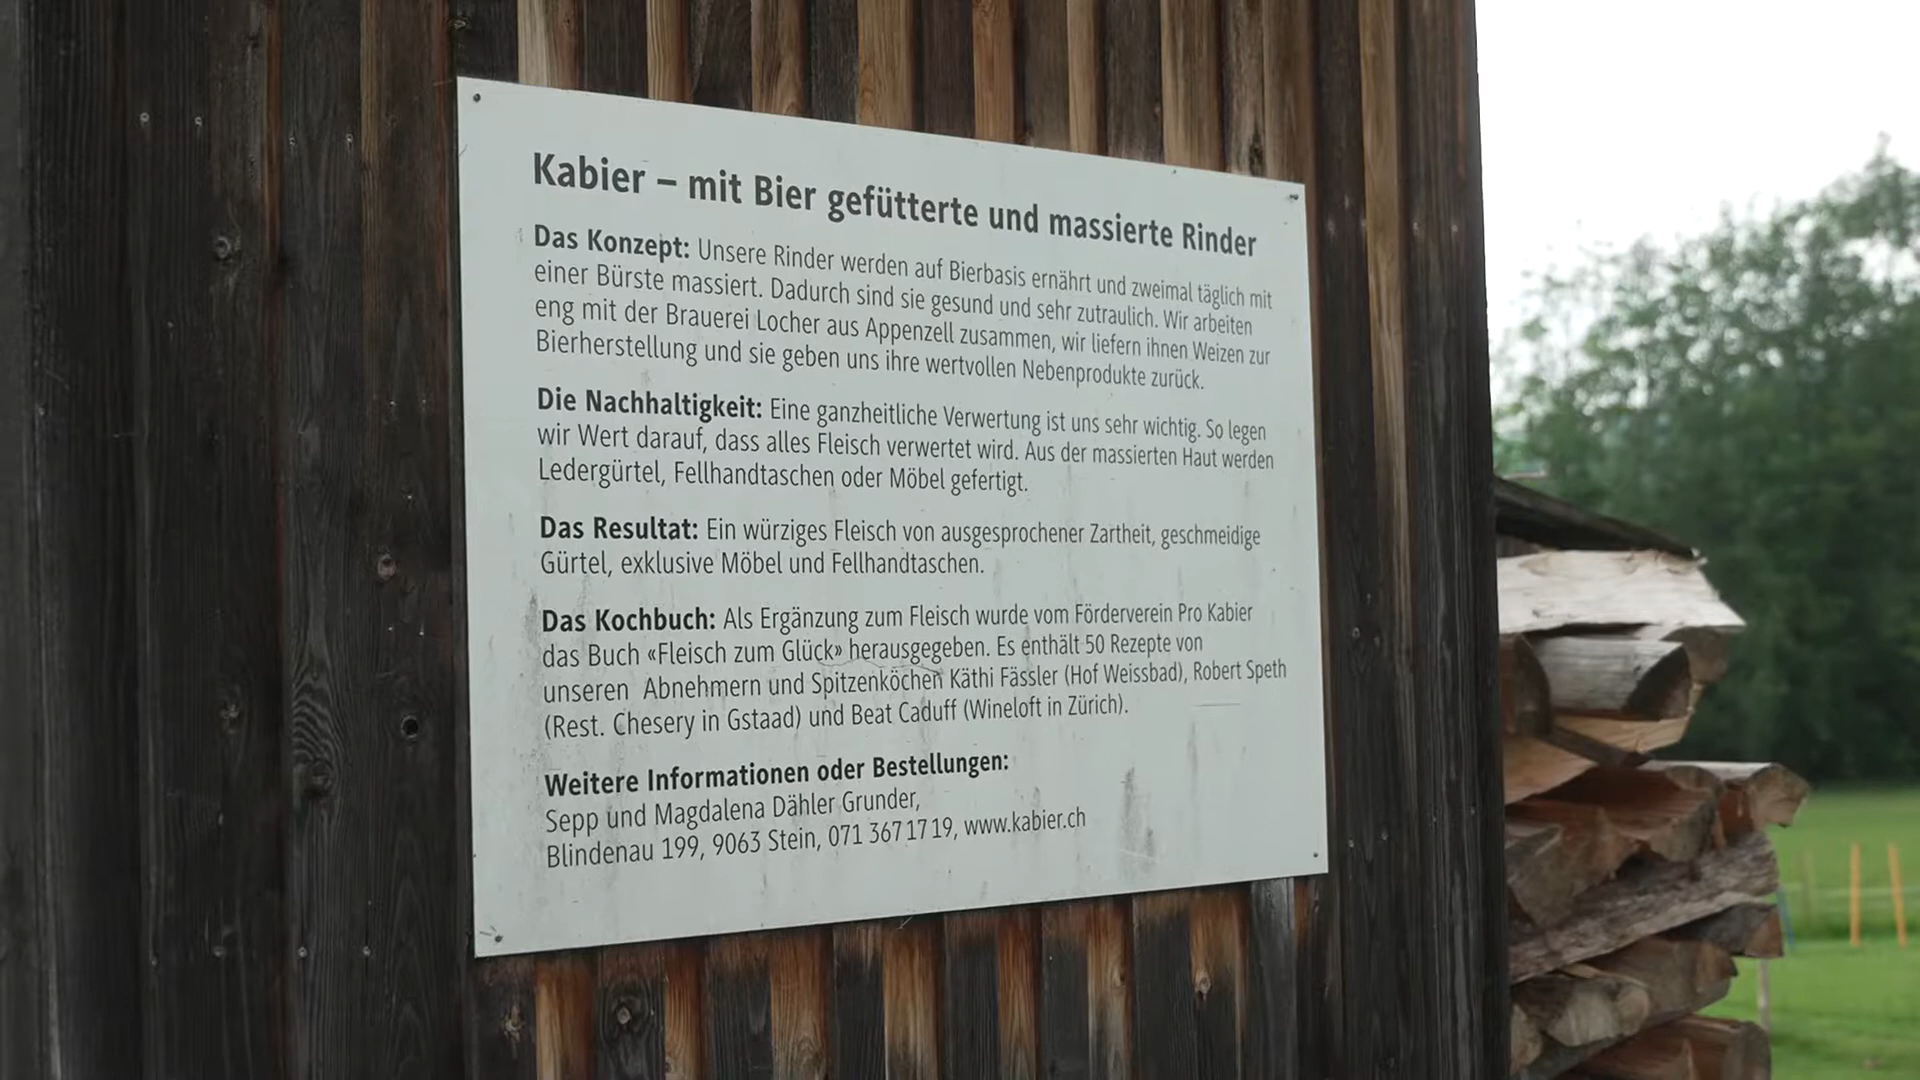 Kabier – mit Bier gefütterte und massierte Rinder
Das Konzept: Unsere Rinder werden auf Bierbasis ernährt und zweimal täglich mit
einer Bürste massiert. Dadurch sind sie gesund und sehr zutraulich. Wir arbeiten
eng mit der Brauerei Locher aus Appenzell zusammen, wir liefern ihnen Weizen zur
Bierherstellung und sie geben uns ihre wertvollen Nebenprodukte zurück.
Die Nachhaltigkeit: Eine ganzheitliche Verwertung ist uns sehr wichtig. So legen
wir Wert darauf, dass alles Fleisch verwertet wird. Aus der massierten Haut werden
Ledergürtel, Fellhandtaschen oder Möbel gefertigt.
Das Resultat: Ein würziges Fleisch von ausgesprochener Zartheit, geschmeidige
Gürtel, exklusive Möbel und Fellhandtaschen.
Das Kochbuch: Als Ergänzung zum Fleisch wurde vom Förderverein Pro Kabier
das Buch «Fleisch zum Glück» herausgegeben. Es enthält 50 Rezepte von
unseren Abnehmern und Spitzenköchen Käthi Fässler (Hof Weissbad), Robert Speth
(Rest. Chesery in Gstaad) und Beat Caduff (Wineloft in Zürich).
Weitere Informationen oder Bestellungen:
Sepp und Magdalena Dähler Grunder,
Blindenau 199, 9063 Stein, 071 367 17 19, www.kabier.ch